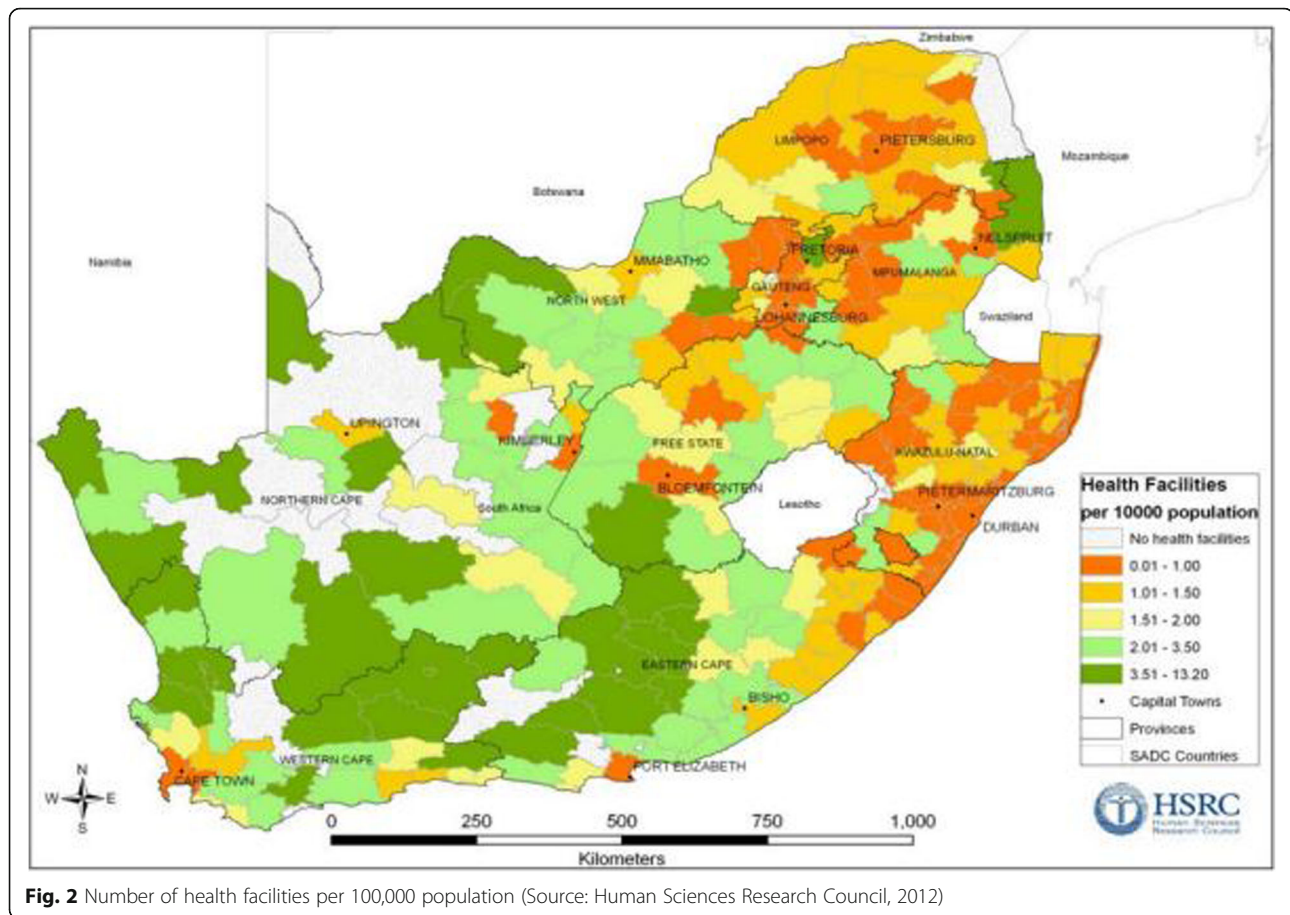 Zimbabwe
LIMPOPO
PIETERSBURG
Mozambique
Botswana
Namibia
MMABATHO
PRETORIA
NELSPRUIT
MPUMALANGA
NORTH WEST
GAUTENG
JOHANNESBURG
Swaziland
UPINGTON
KIMBERLEY
FREE STATE
KWAZULU-NATAL
BLOEMFONTEIN
NORTHERN CAPE
South Africa
Lesotho
PIETERMARITZBURG
DURBAN
EASTERN CAPE
BISHO
WESTERN CAPE
CAPE TOWN
PORT ELIZABETH
Health Facilities
per 10000 population
No health facilities
0.01 - 1.00
1.01 - 1.50
1.51 - 2.00
2.01 - 3.50
3.51 - 13.20
Capital Towns
Provinces
SADC Countries
N
W E
S
0 250 500 750 1,000
Kilometers
HSRC
Human Sciences
Research Council
Fig. 2 Number of health facilities per 100,000 population (Source: Human Sciences Research Council, 2012)